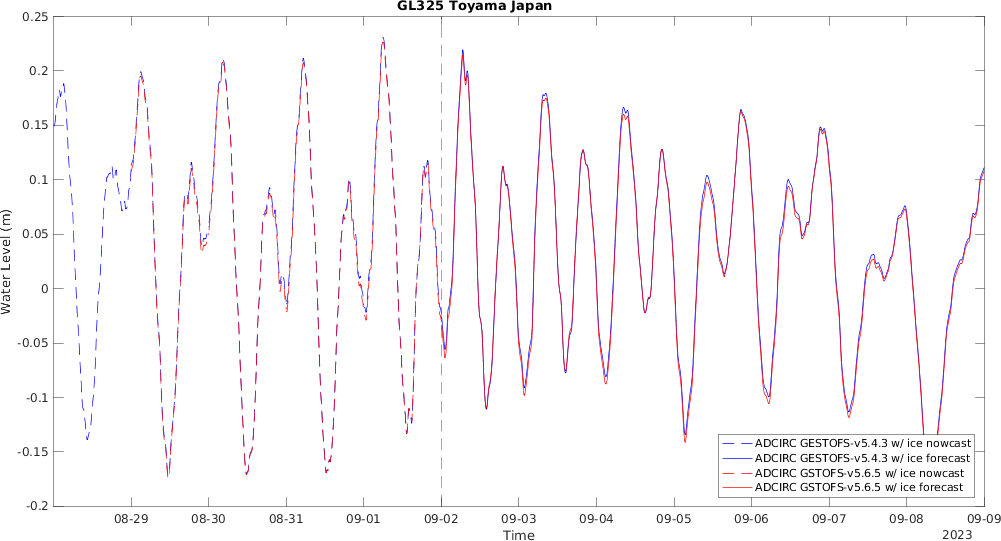 GL325 Toyama Japan
0.25
0.2
0.15
0.1
0.05
0
-0.05
-0.1
-0.15
-0.2
Water Level (m)
ADCIRC GESTOFS-v5.4.3 w/ ice nowcast
ADCIRC GESTOFS-v5.4.3 w/ ice forecast
ADCIRC GSTOFS-v5.6.5 w/ ice nowcast
ADCIRC GSTOFS-v5.6.5 w/ ice forecast
08-29 08-30 08-31 09-01 09-02 09-03 09-04 09-05 09-06 09-07 09-08 09-09
Time
2023